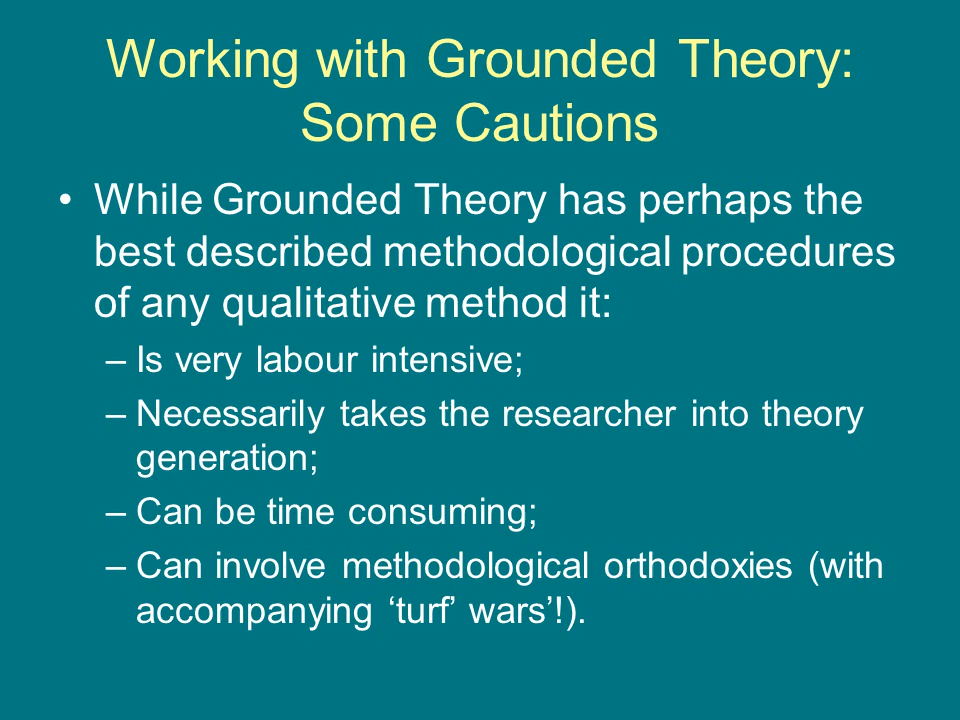 Working with Grounded Theory:
Some Cautions
• While Grounded Theory has perhaps the
best described methodological procedures
of any qualitative method it:
– Is very labour intensive;
– Necessarily takes the researcher into theory
generation;
– Can be time consuming;
– Can involve methodological orthodoxies (with
accompanying ‘turf’ wars’!).